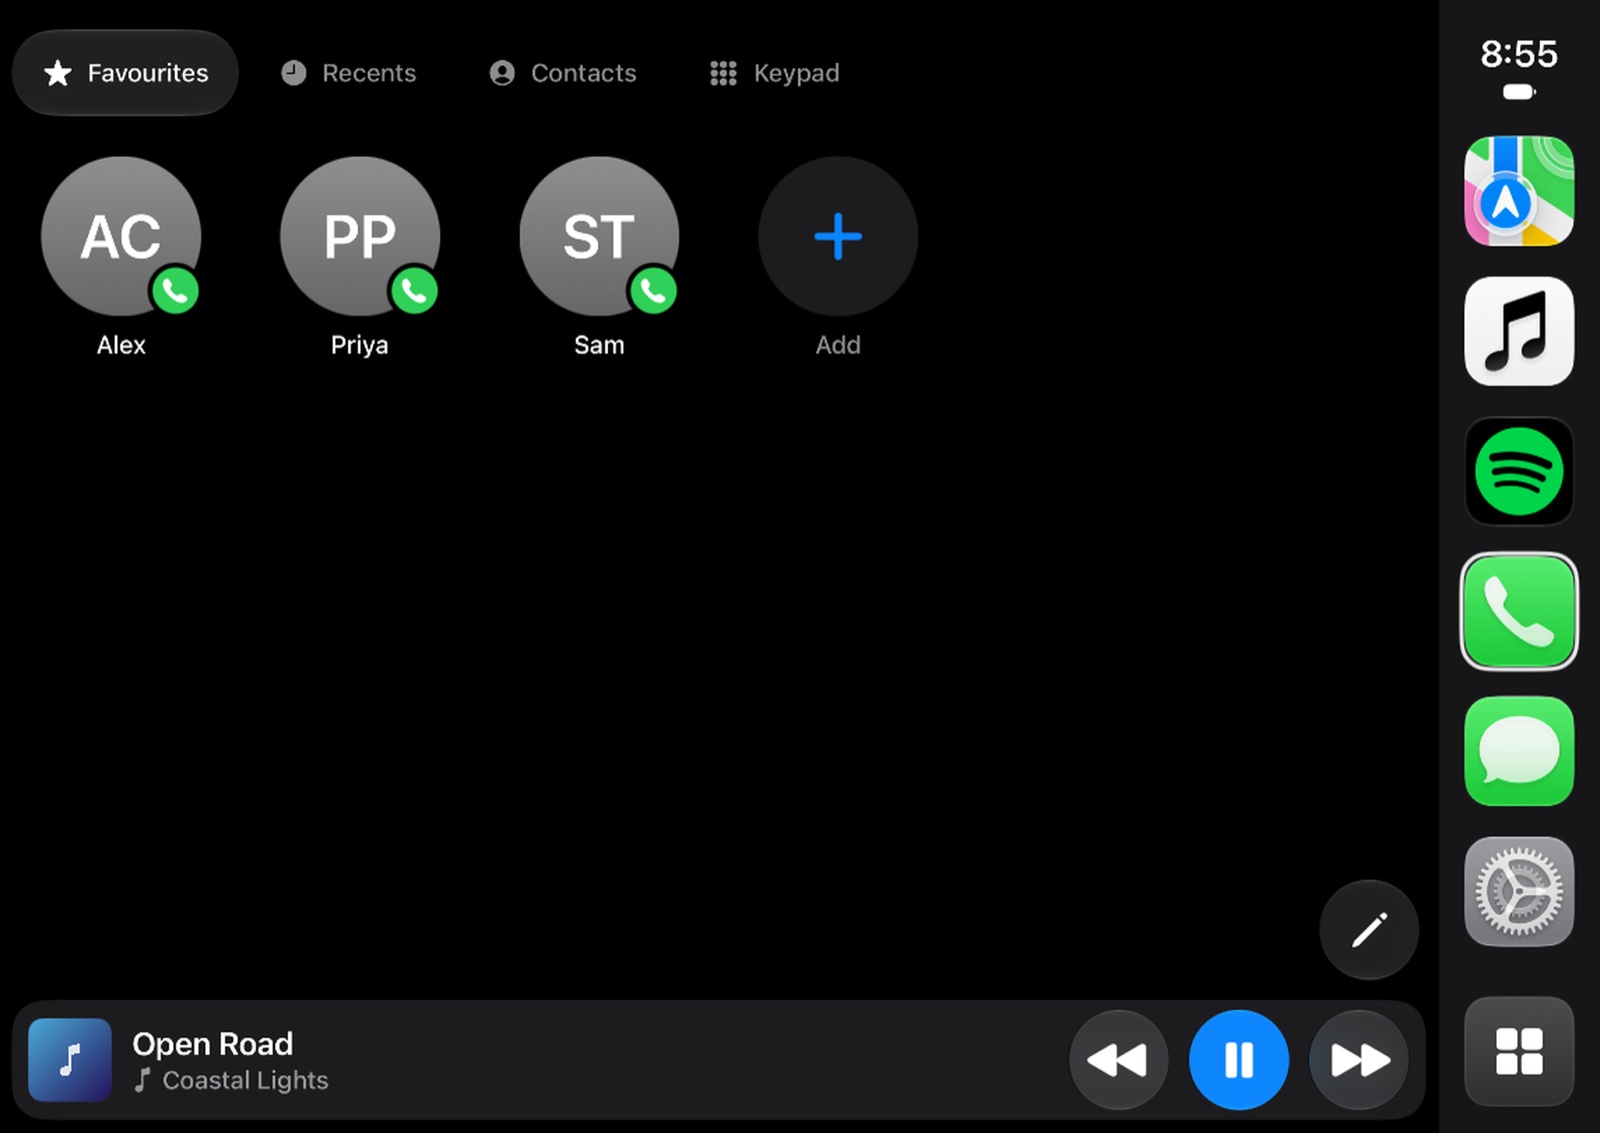 Favourites
Recents
Contacts
Keypad
8:55
AC
PP
ST
Alex
Priya
Sam
Add
Open Road
Coastal Lights